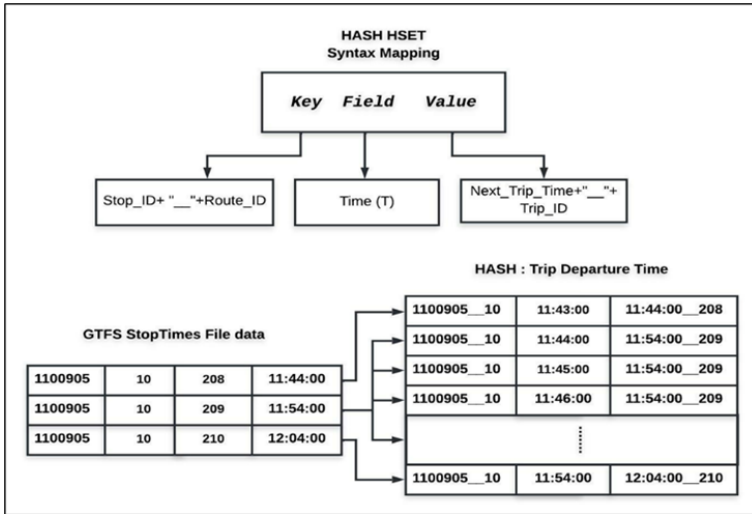 HASH HSET
Syntax Mapping
Key Field Value
Stop_ID+ "__"+Route_ID
Time (T)
Next_Trip_Time+"__"+
Trip_ID
HASH : Trip Departure Time
GTFS StopTimes File data
1100905 10 208 11:44:00
1100905 10 209 11:54:00
1100905 10 210 12:04:00
1100905__10 11:43:00 11:44:00__208
1100905__10 11:44:00 11:54:00__209
1100905__10 11:45:00 11:54:00__209
1100905__10 11:46:00 11:54:00__209
1100905__10 11:54:00 12:04:00__210